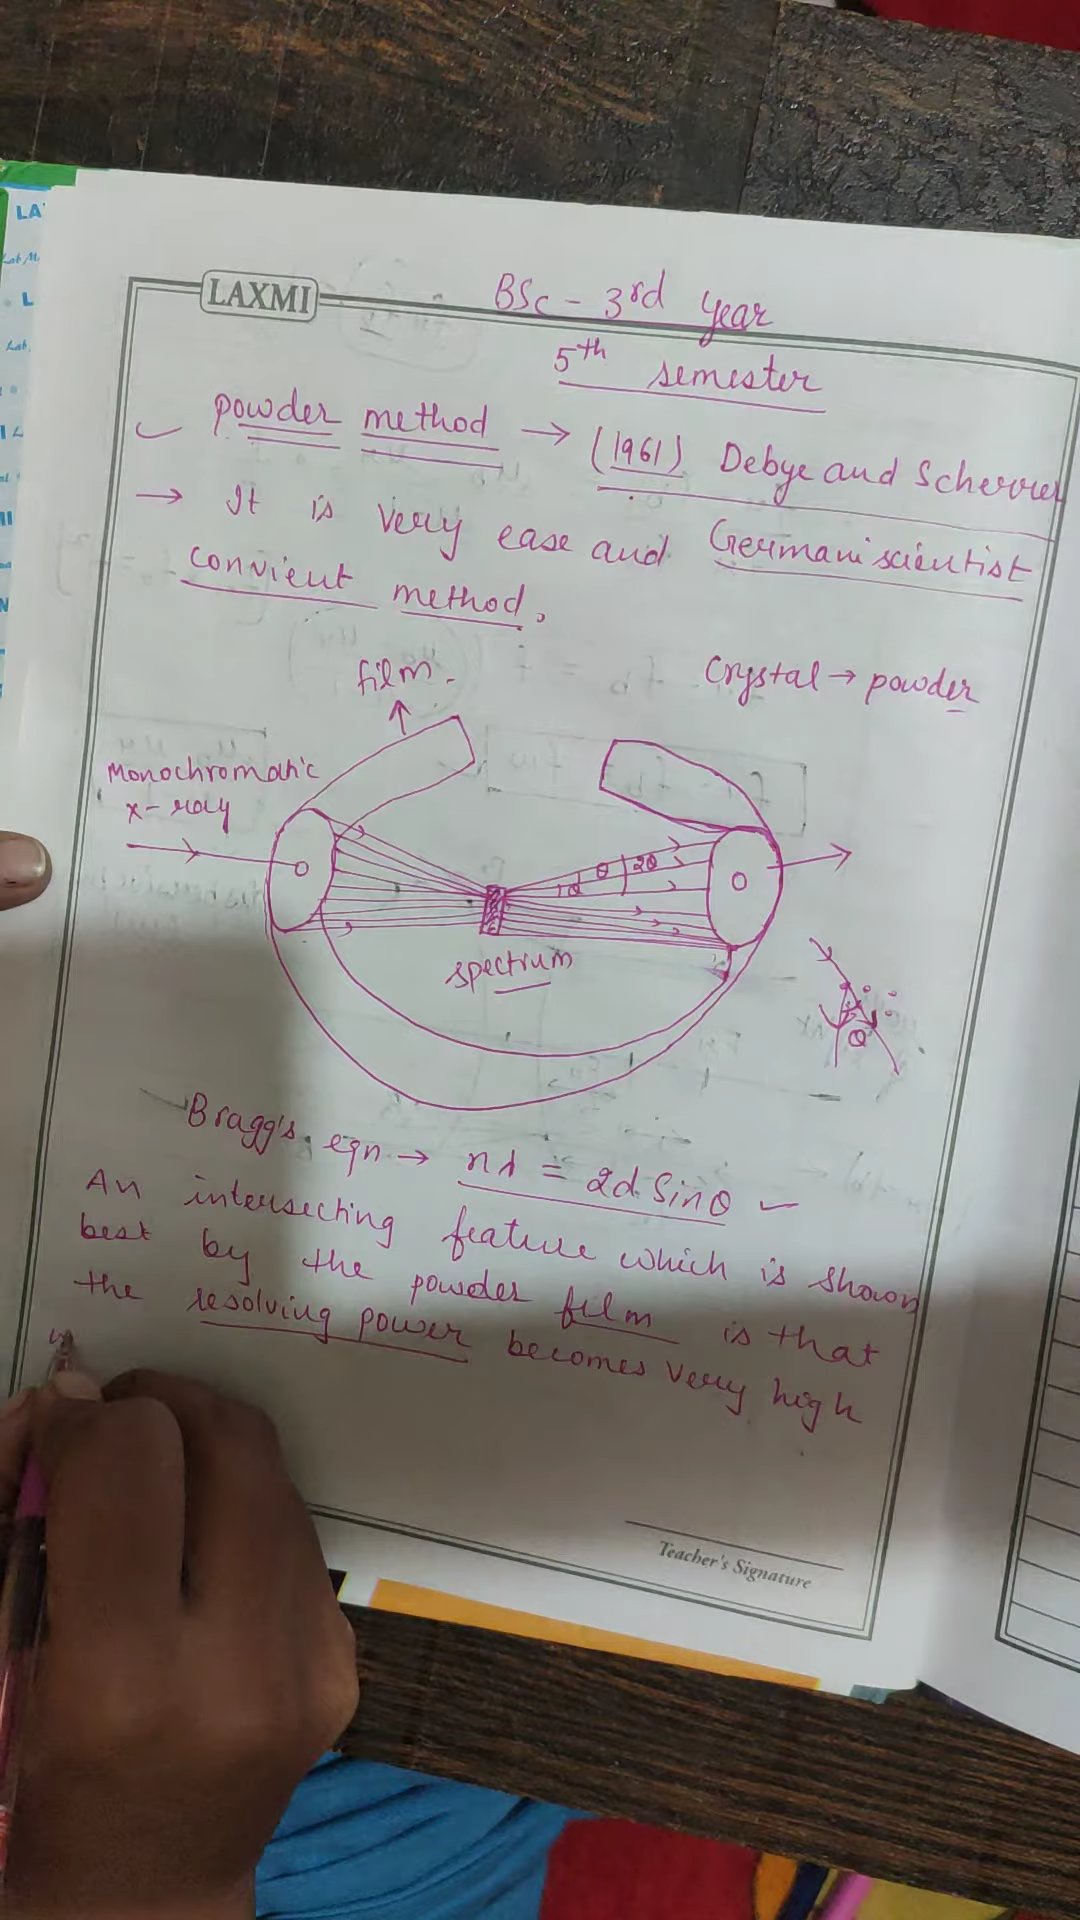 LAXMI
BSc - 3rd year
5th semester
powder method → (1961) Debye and Scherrer
→ It is very ease and Germani scientist
convient method.
film.
Crystal → powder
Monochromatic
x-ray
θ 2θ
d
spectrum
θ
Bragg's eqn → nλ = 2d Sinθ
An intersecting feature which is shown
best by the powder film is that
the resolving power becomes very high
Teacher's Signature